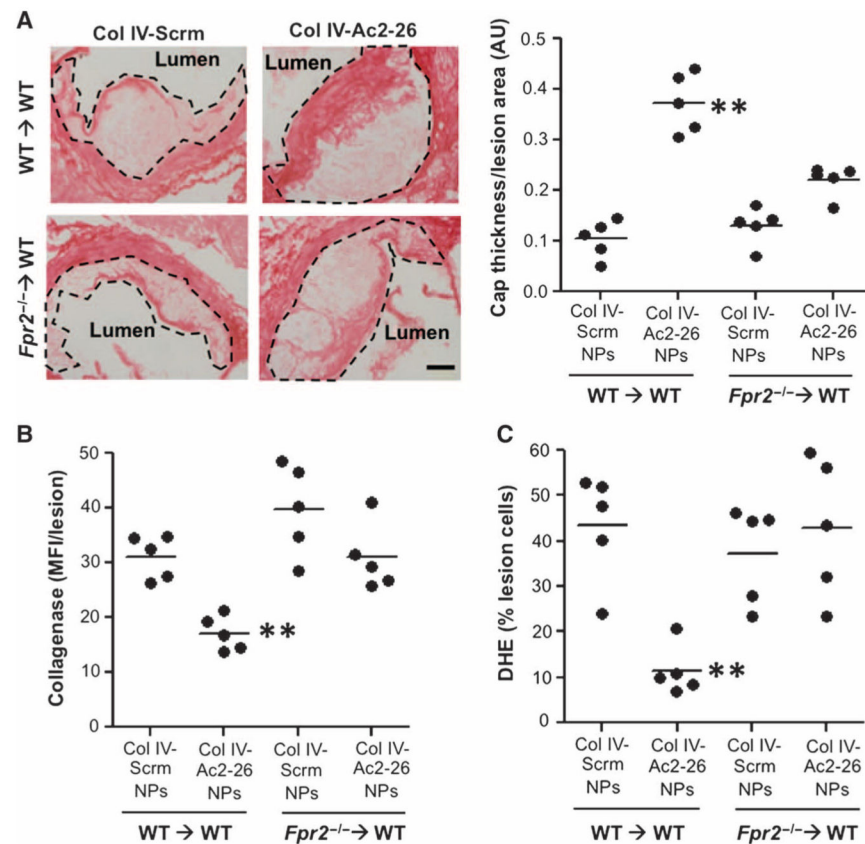 A
Col IV-Scrm
Col IV-Ac2-26
WT → WT
Fpr2–/–→ WT
Lumen
Lumen
Lumen
Lumen
Cap thickness/lesion area (AU)
0.5
0.4
0.3
0.2
0.1
0.0
**
Col IV-
Scrm
NPs
Col IV-
Ac2-26
NPs
Col IV-
Scrm
NPs
Col IV-
Ac2-26
NPs
WT → WT
Fpr2–/–→ WT
B
Collagenase (MFI/lesion)
50
40
30
20
10
0
**
Col IV-
Scrm
NPs
Col IV-
Ac2-26
NPs
Col IV-
Scrm
NPs
Col IV-
Ac2-26
NPs
WT → WT
Fpr2–/–→ WT
C
DHE (% lesion cells)
60
50
40
30
20
10
0
**
Col IV-
Scrm
NPs
Col IV-
Ac2-26
NPs
Col IV-
Scrm
NPs
Col IV-
Ac2-26
NPs
WT → WT
Fpr2–/–→ WT